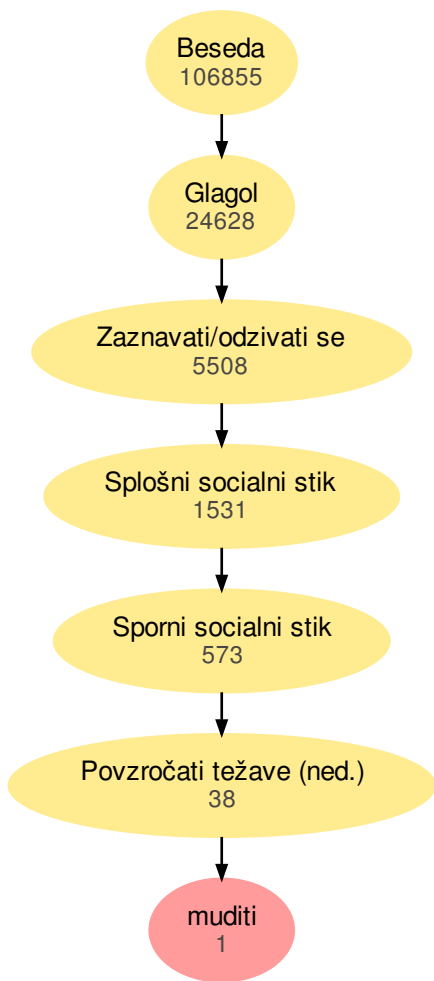 Beseda
106855
Glagol
24628
Zaznavati/odzivati se
5508
Splošni socialni stik
1531
Sporni socialni stik
573
Povzročati težave (ned.)
38
muditi
1